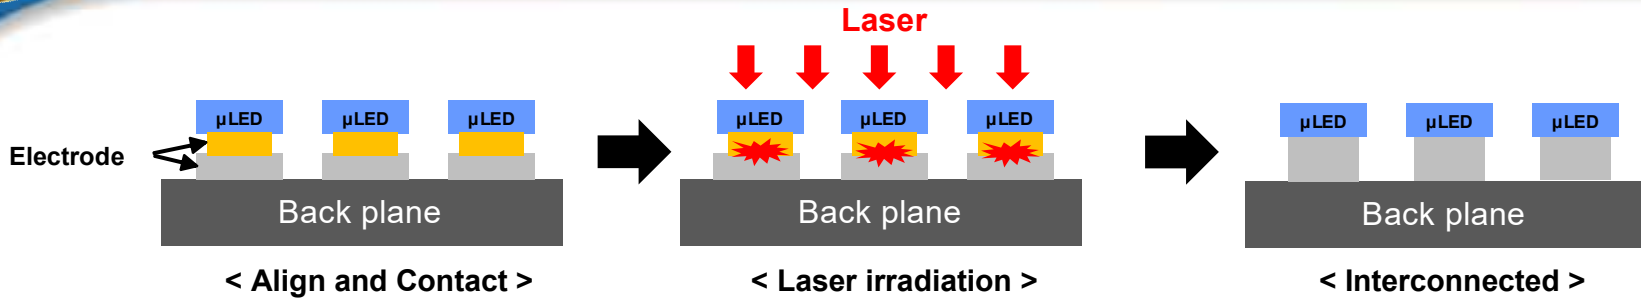 Laser
µLED µLED µLED
µLED µLED µLED
µLED µLED µLED
Electrode
Back plane
Back plane
Back plane
< Align and Contact >
< Laser irradiation >
< Interconnected >